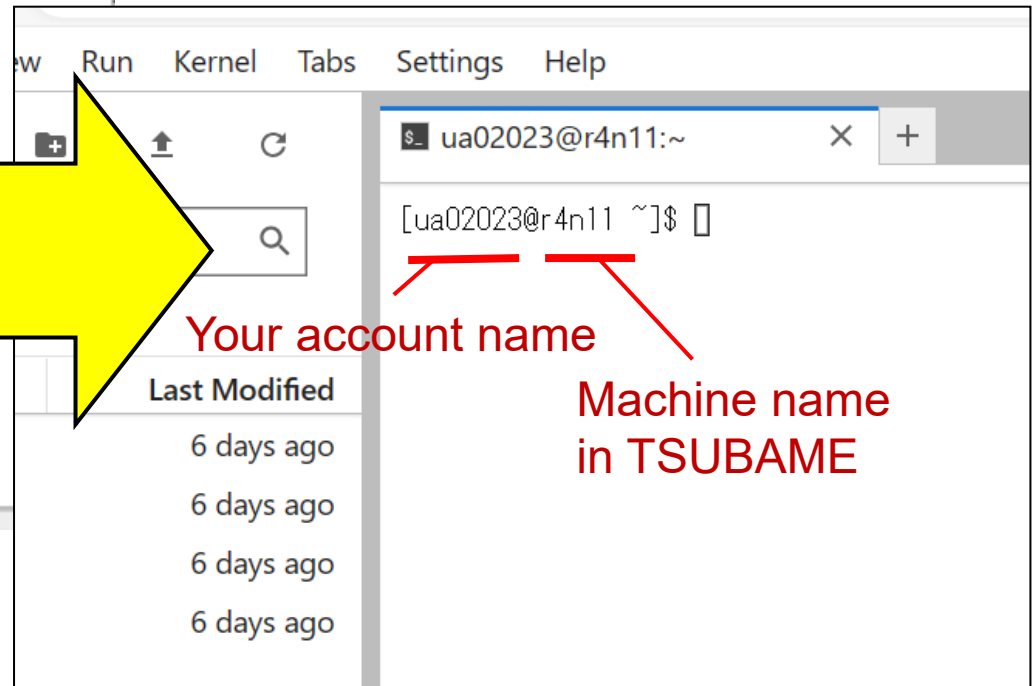 ew Run Kernel Tabs Settings Help
ua02023@r4n11:~
[ua02023@r4n11 ~]$
Your account name
Machine name
in TSUBAME
Last Modified
6 days ago
6 days ago
6 days ago
6 days ago